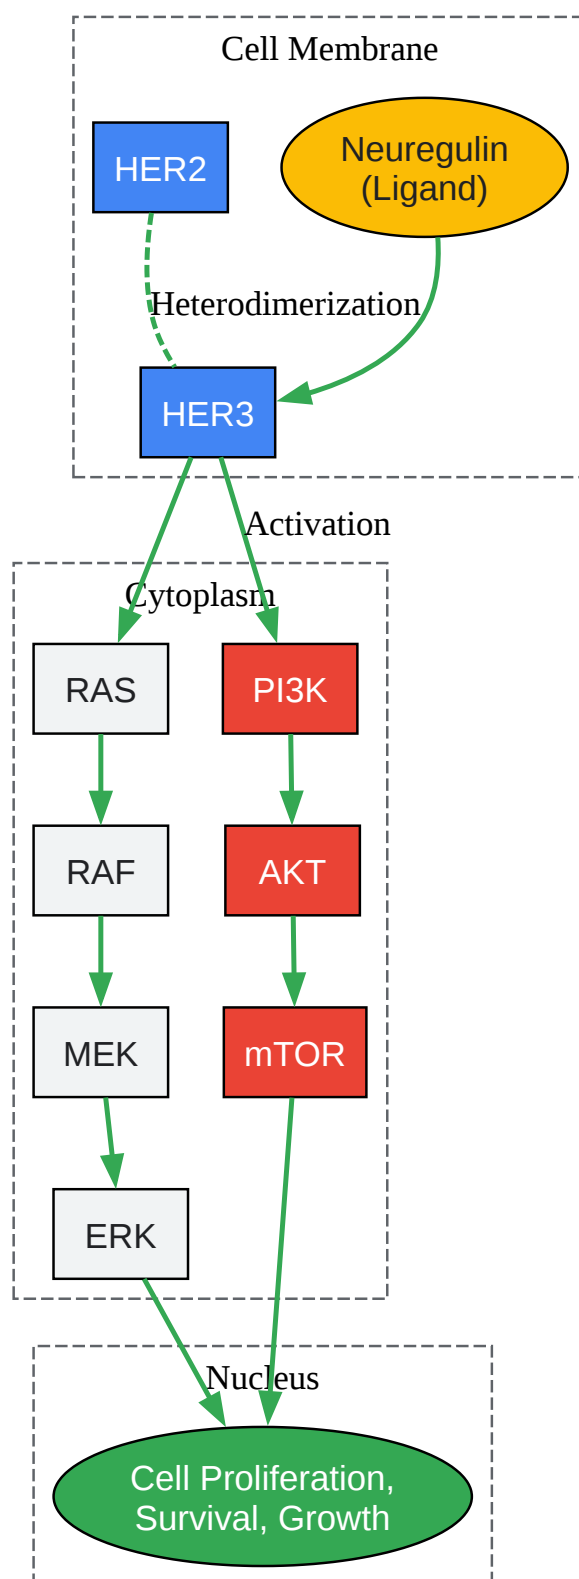 Cell Membrane
HER2
Neuregulin
(Ligand)
Heterodimerization
HER3
Activation
Cytoplasm
RAS
PI3K
RAF
AKT
MEK
mTOR
ERK
Nucleus
Cell Proliferation,
Survival, Growth